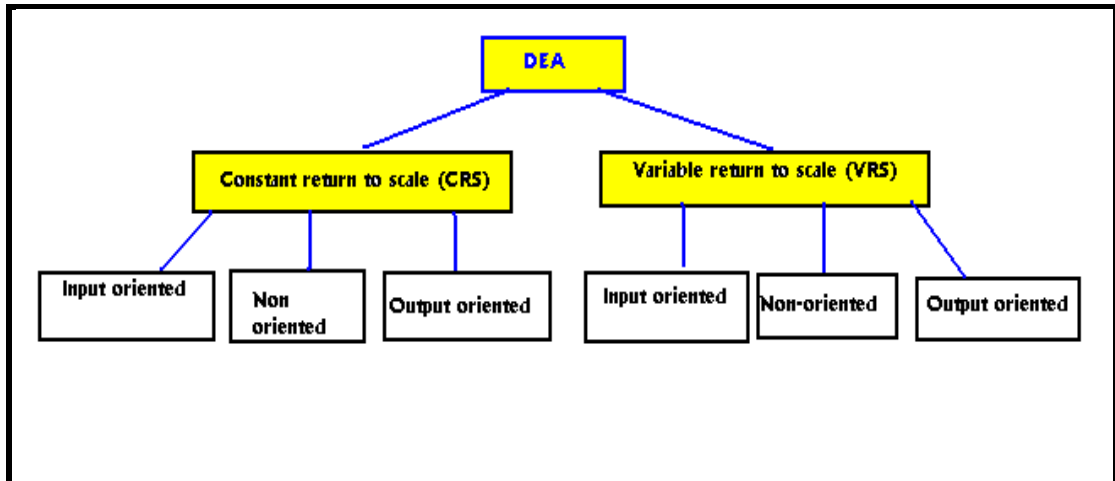 DEA
Constant return to scale (CRS)
Variable return to scale (VRS)
Input oriented
Non
oriented
Output oriented
Input oriented
Non-oriented
Output oriented